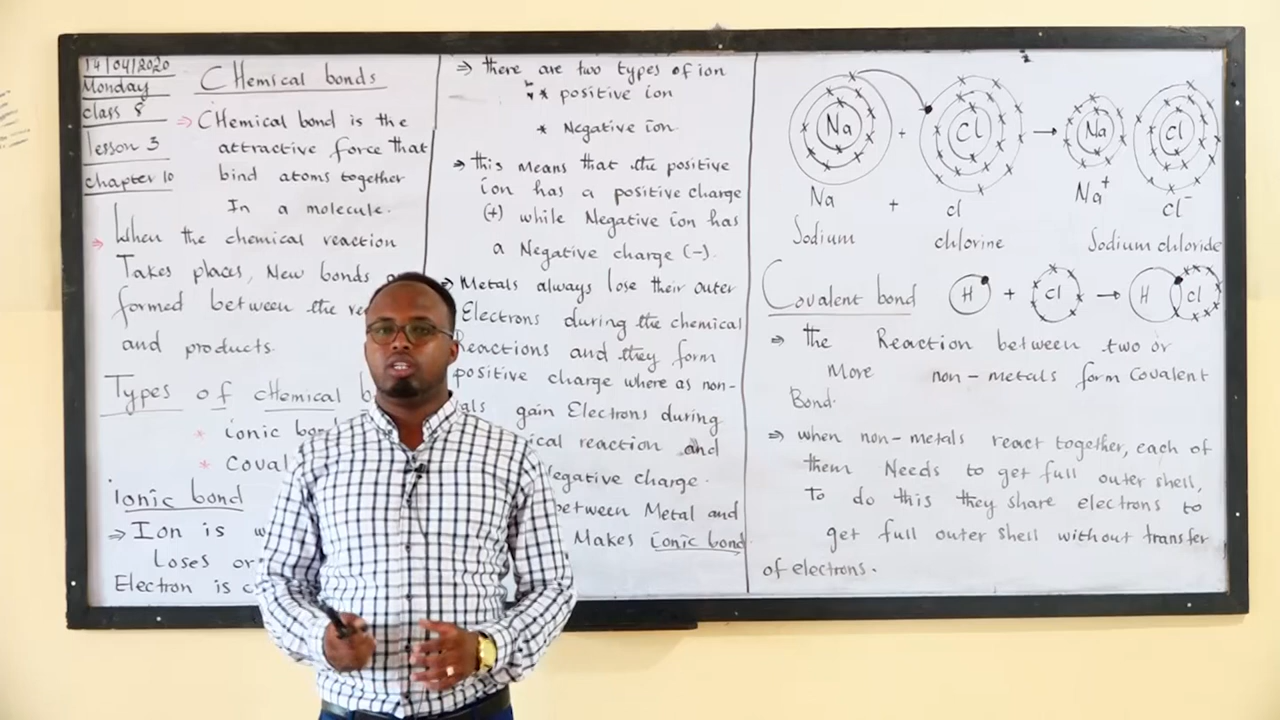 14/04/2020
Monday
class 8
lesson 3
chapter 10
CHemical bonds
⇒ CHemical bond is the
attractive force that
bind atoms together
In a molecule.
⇒ When the chemical reaction
Takes places, New bonds
formed between the
and products.
Types of CHemical
* ionic
*
ionic bond
⇒ Ion is
Loses or
Electron is
⇒ there are two types of ion
* positive ion
* Negative ion
⇒ this means that the positive
ion has a positive charge
(+) while Negative ion has
a Negative charge (-).
Metals always lose their outer
Electrons during the chemical
Reactions and they form
positive charge where as non-
gain Electrons during
reaction and
Negative charge.
between Metal and
Makes ionic bond
Na + Cl → Na Cl
Na + cl Na⁺ cl⁻
Sodium chlorine Sodium chloride
Covalent bond H + Cl → H Cl
⇒ the Reaction between two or
More non-metals form Covalent
Bond.
⇒ when non-metals react together, each of
them Needs to get full outer shell,
To do this they share electrons to
get full outer shell without transfer
of electrons.